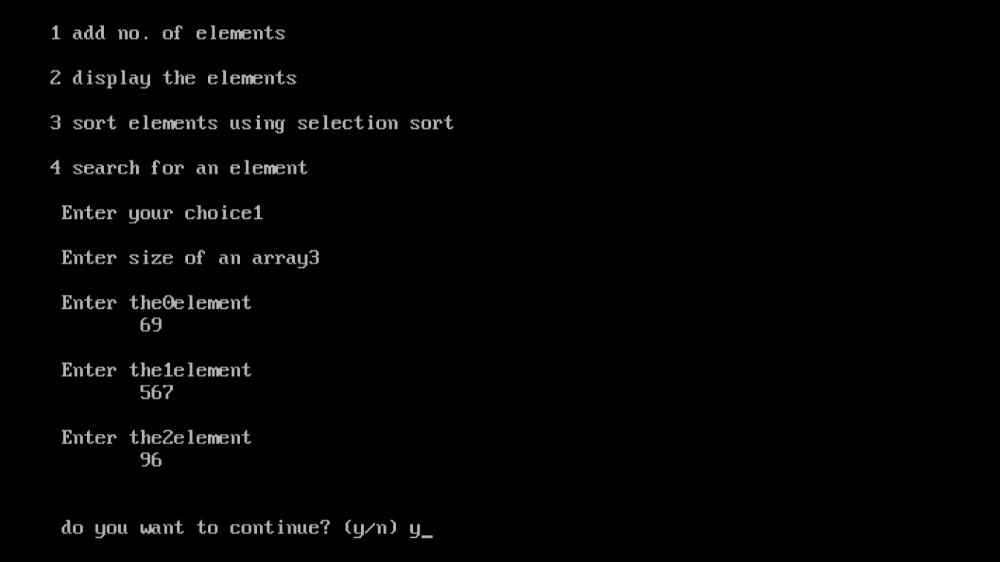 1 add no. of elements
2 display the elements
3 sort elements using selection sort
4 search for an element
Enter your choice1
Enter size of an array3
Enter the0element
69
Enter the1element
567
Enter the2element
96
do you want to continue? (y/n) y_